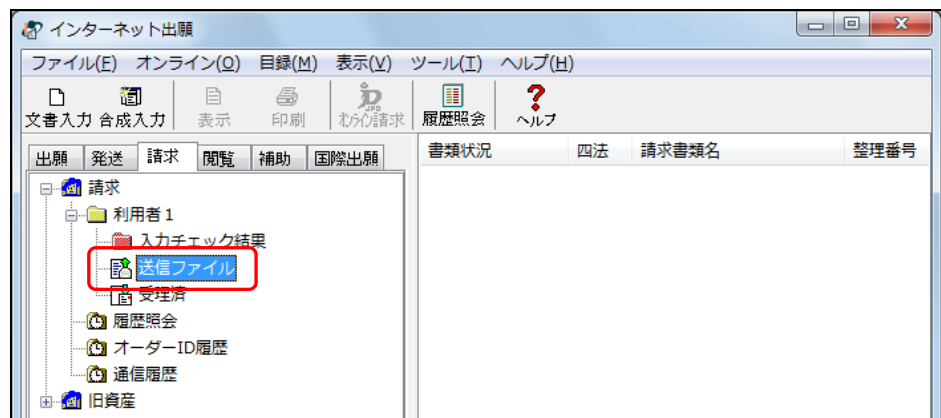 インターネット出願
ファイル(F) オンライン(O) 目録(M) 表示(V) ツール(T) ヘルプ(H)
文書入力 合成入力 表示 印刷 オンライン請求 履歴照会 ヘルプ
出願 発送 請求 閲覧 補助 国際出願
書類状況 四法 請求書類名 整理番号
請求
利用者1
入力チェック結果
送信ファイル
受理済
履歴照会
オーダーID履歴
通信履歴
旧資産